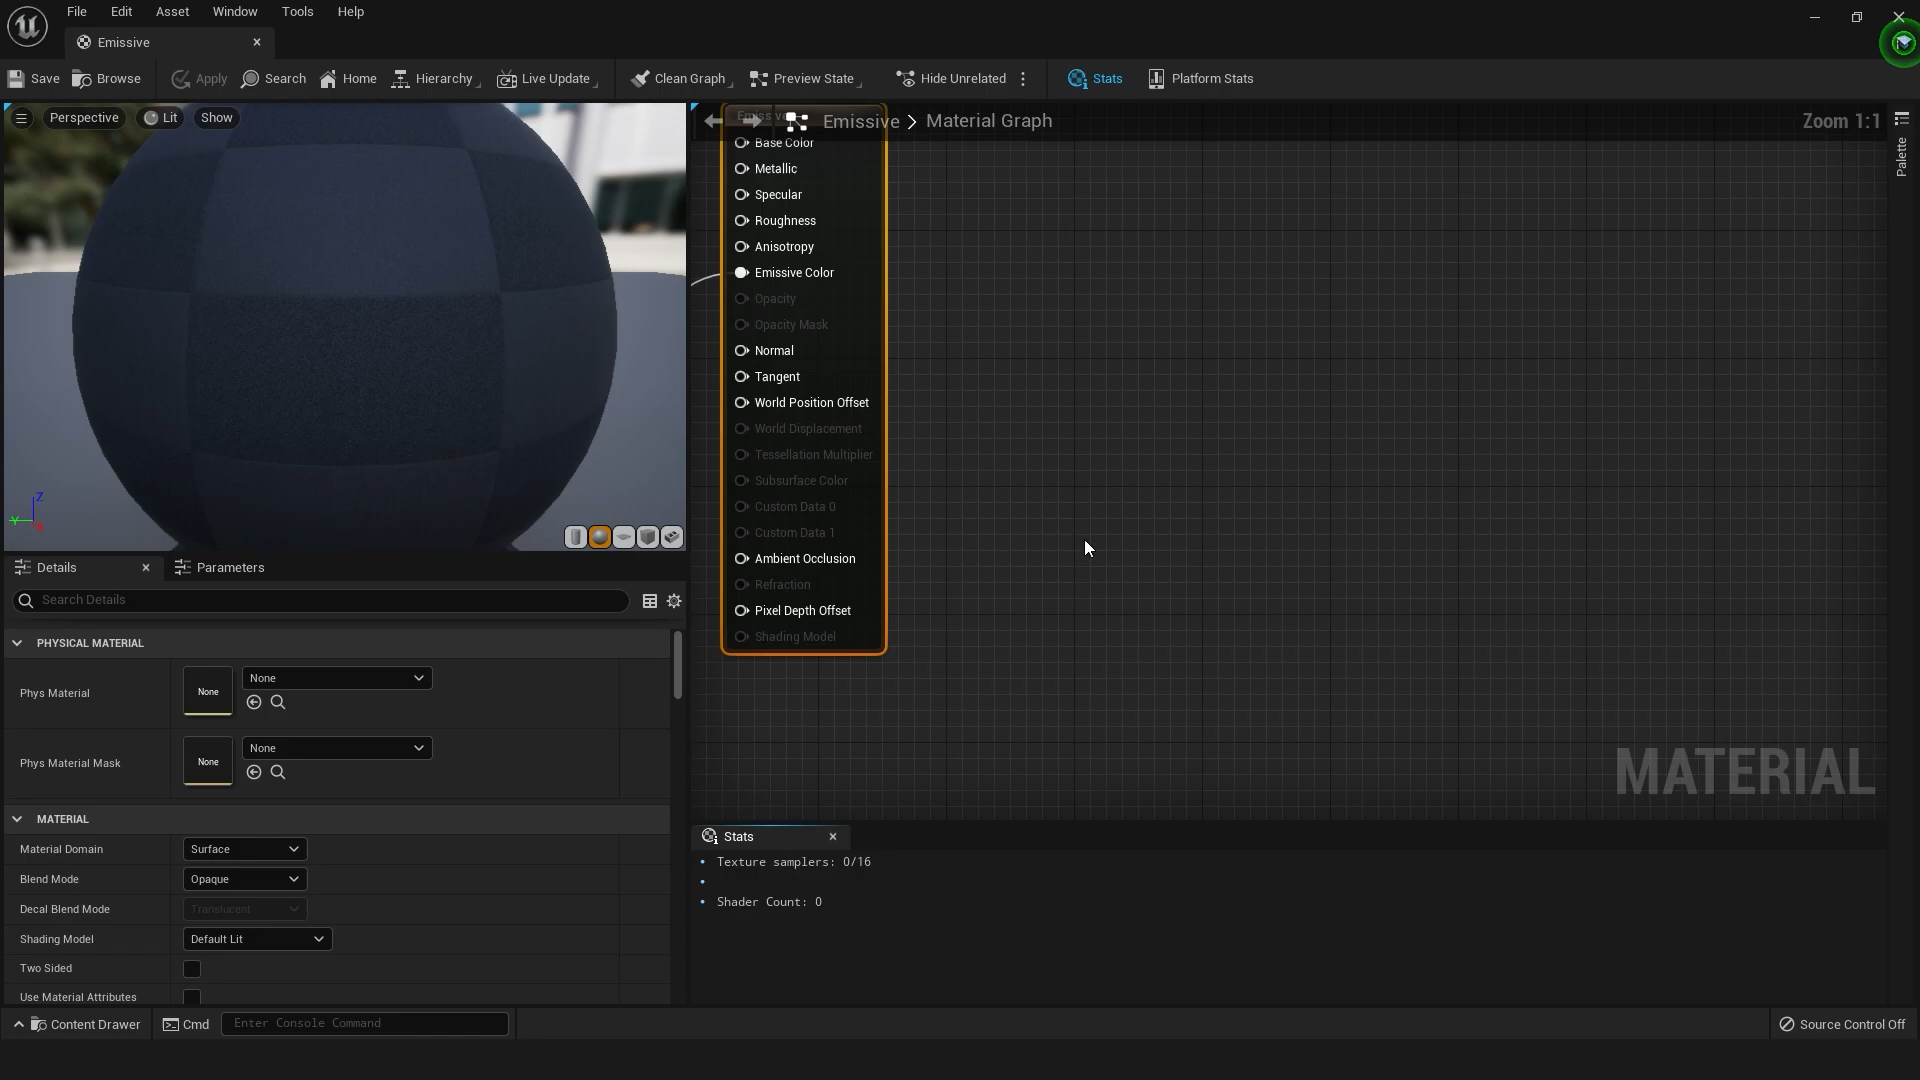 File Edit Asset Window Tools Help
Emissive
Save Browse Apply Search Home Hierarchy Live Update Clean Graph Preview State Hide Unrelated Stats Platform Stats
Perspective Lit Show
Emissive > Material Graph
Zoom 1:1
Palette
Base Color
Metallic
Specular
Roughness
Anisotropy
Emissive Color
Opacity
Opacity Mask
Normal
Tangent
World Position Offset
World Displacement
Tessellation Multiplier
Subsurface Color
Custom Data 0
Custom Data 1
Ambient Occlusion
Refraction
Pixel Depth Offset
Shading Model
MATERIAL
Z
Y
X
Details Parameters
Search Details
PHYSICAL MATERIAL
Phys Material None None
Phys Material Mask None None
MATERIAL
Material Domain Surface
Blend Mode Opaque
Decal Blend Mode Translucent
Shading Model Default Lit
Two Sided
Use Material Attributes
Stats
Texture samplers: 0/16
Shader Count: 0
Content Drawer Cmd Enter Console Command Source Control Off